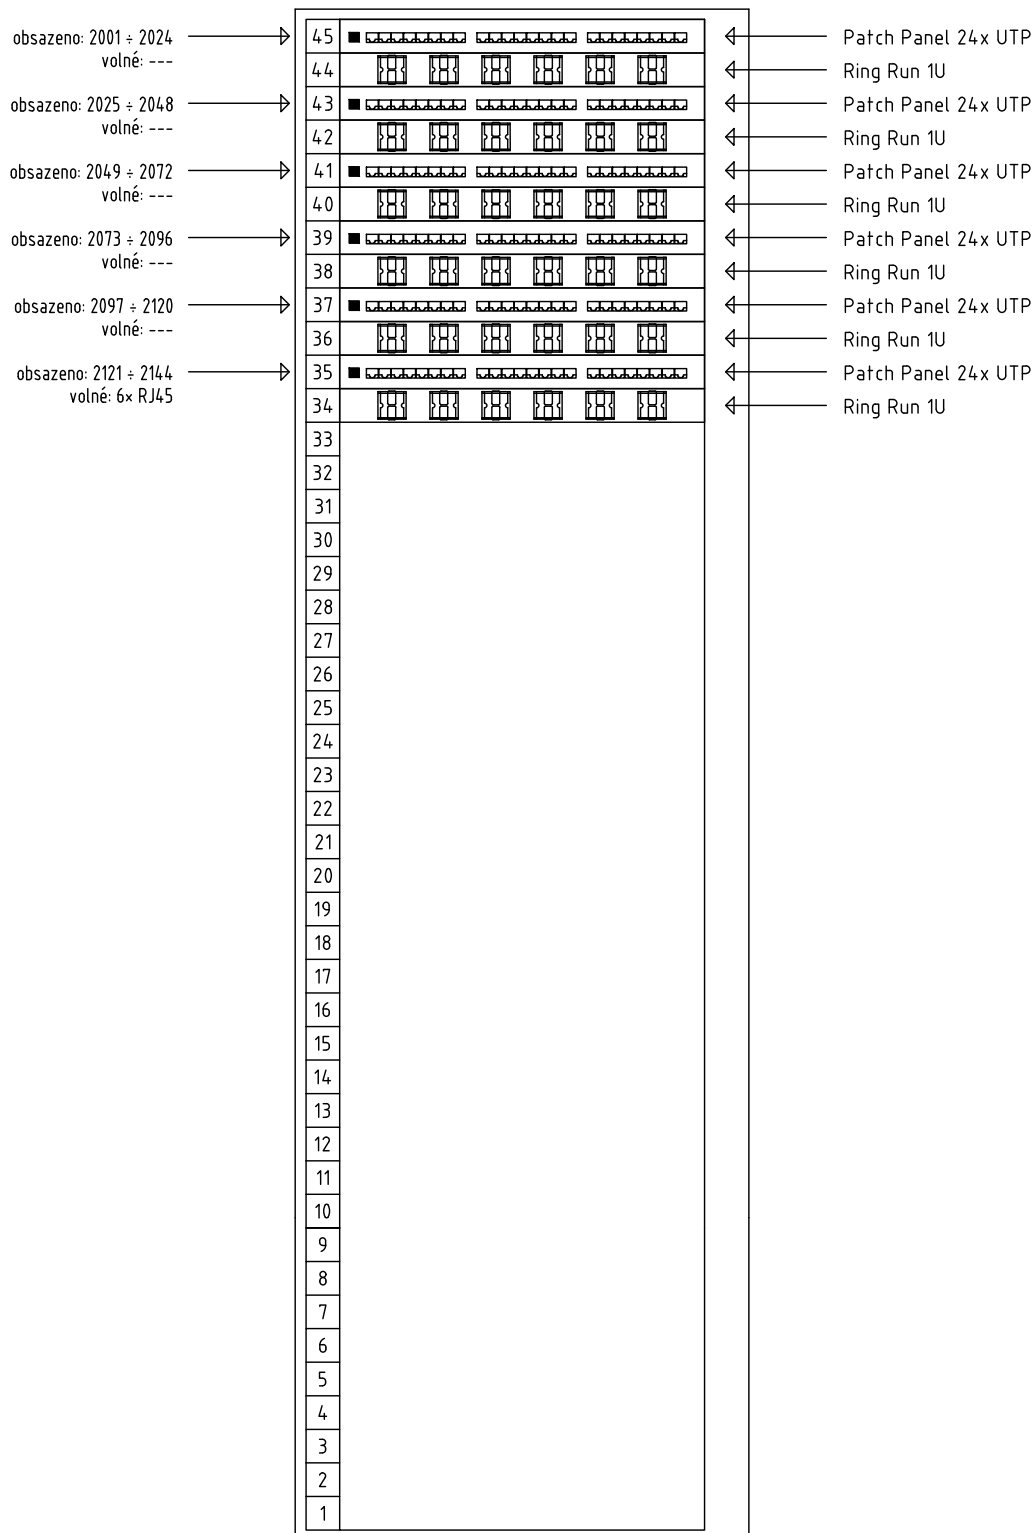 obsazeno: 2001 ÷ 2024
volné: ---
45
Patch Panel 24x UTP
44
Ring Run 1U
obsazeno: 2025 ÷ 2048
volné: ---
43
Patch Panel 24x UTP
42
Ring Run 1U
obsazeno: 2049 ÷ 2072
volné: ---
41
Patch Panel 24x UTP
40
Ring Run 1U
obsazeno: 2073 ÷ 2096
volné: ---
39
Patch Panel 24x UTP
38
Ring Run 1U
obsazeno: 2097 ÷ 2120
volné: ---
37
Patch Panel 24x UTP
36
Ring Run 1U
obsazeno: 2121 ÷ 2144
volné: 6x RJ45
35
Patch Panel 24x UTP
34
Ring Run 1U
33
32
31
30
29
28
27
26
25
24
23
22
21
20
19
18
17
16
15
14
13
12
11
10
9
8
7
6
5
4
3
2
1